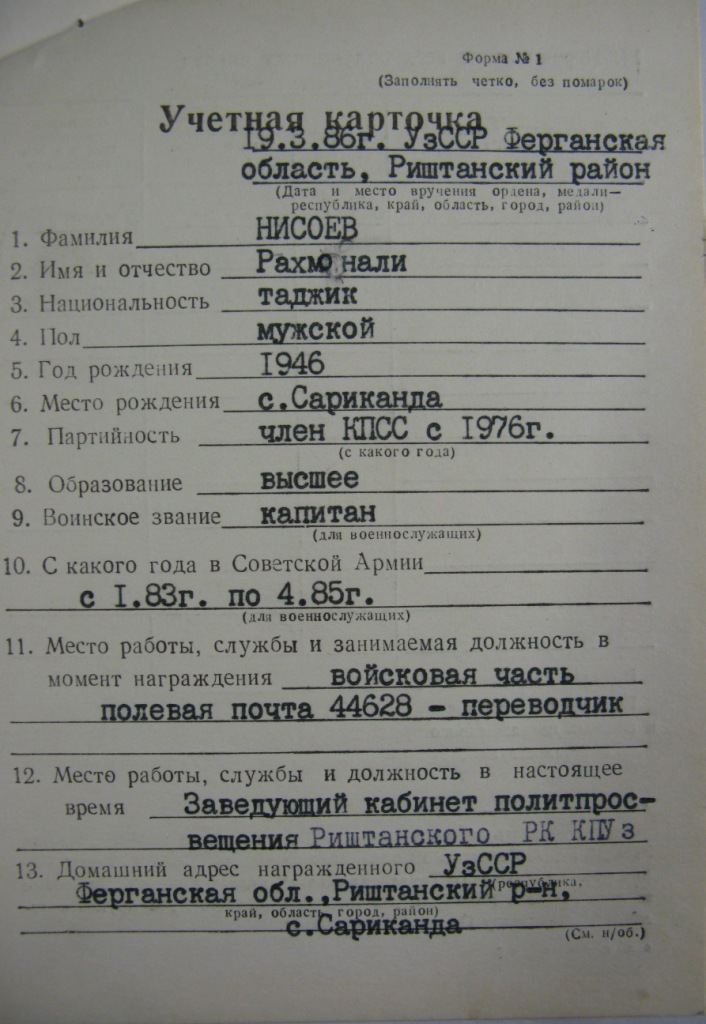 Форма № 1
(Заполнять четко, без помарок)
Учетная карточка
19.3.86г. УзССР Ферганская
область, Риштанский район
(Дата и место вручения ордена, медали—
республика, край, область, город, район)
1. Фамилия НИСОЕВ
2. Имя и отчество Рахмонали
3. Национальность таджик
4. Пол мужской
5. Год рождения 1946
6. Место рождения с.Сариканда
7. Партийность член КПСС с 1976г.
(с какого года)
8. Образование высшее
9. Воинское звание капитан
(для военнослужащих)
10. С какого года в Советской Армии
с 1.83г. по 4.85г.
(для военнослужащих)
11. Место работы, службы и занимаемая должность в
момент награждения войсковая часть
полевая почта 44628 - переводчик
12. Место работы, службы и должность в настоящее
время Заведующий кабинет политпрос-
вещения Риштанского РК КПУз
13. Домашний адрес награжденного УзССР
(республика,
Ферганская обл.,Риштанский р-н,
край, область, город, район)
с.Сариканда
(См. н/об.)